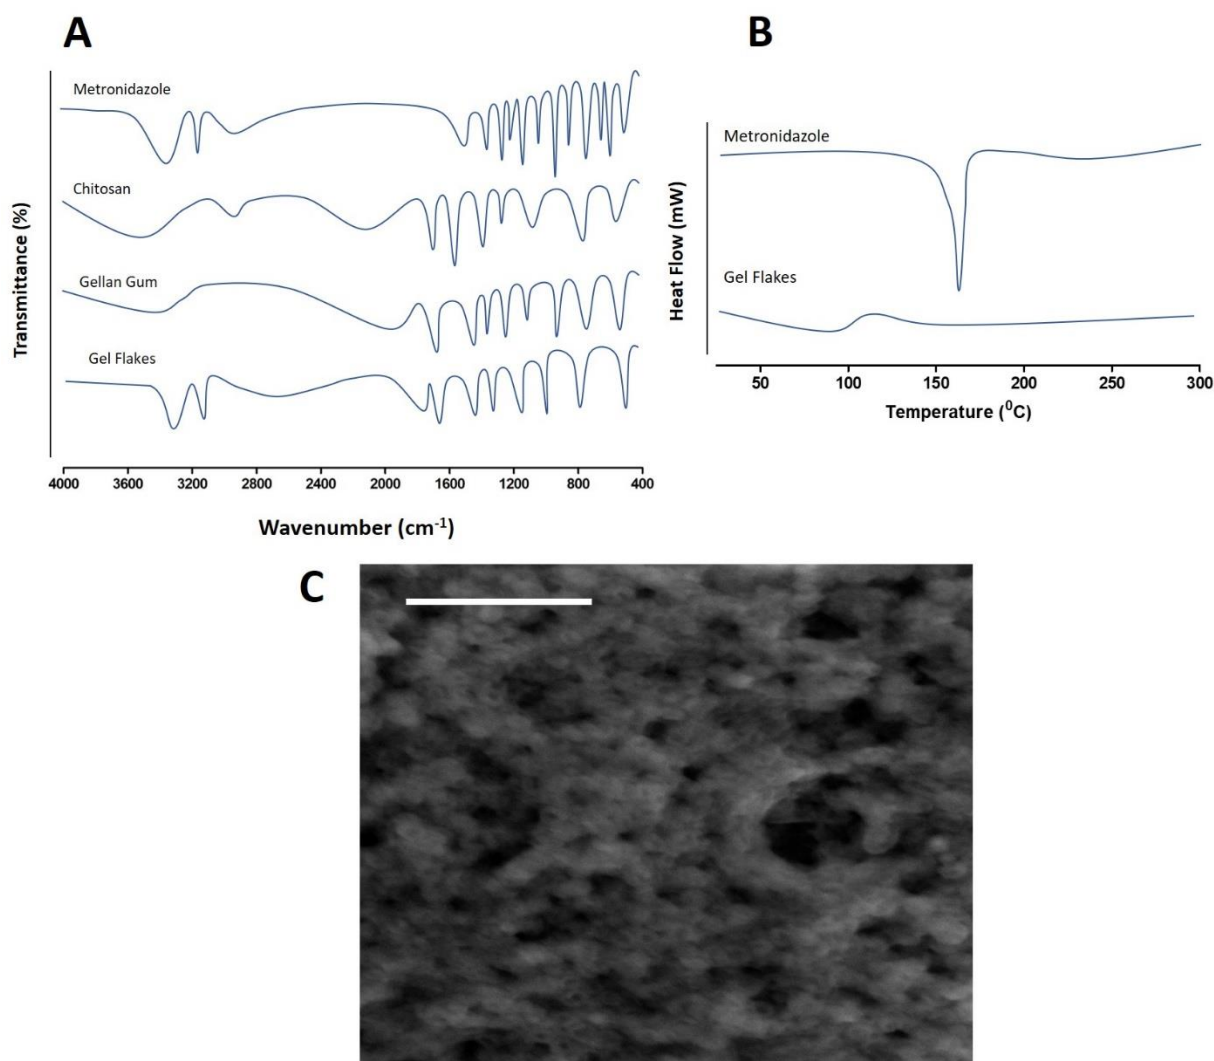 A
Metronidazole
Chitosan
Gellan Gum
Gel Flakes
Transmittance (%)
4000 3600 3200 2800 2400 2000 1600 1200 800 400
Wavenumber (cm⁻¹)
B
Metronidazole
Gel Flakes
Heat Flow (mW)
50 100 150 200 250 300
Temperature (⁰C)
C